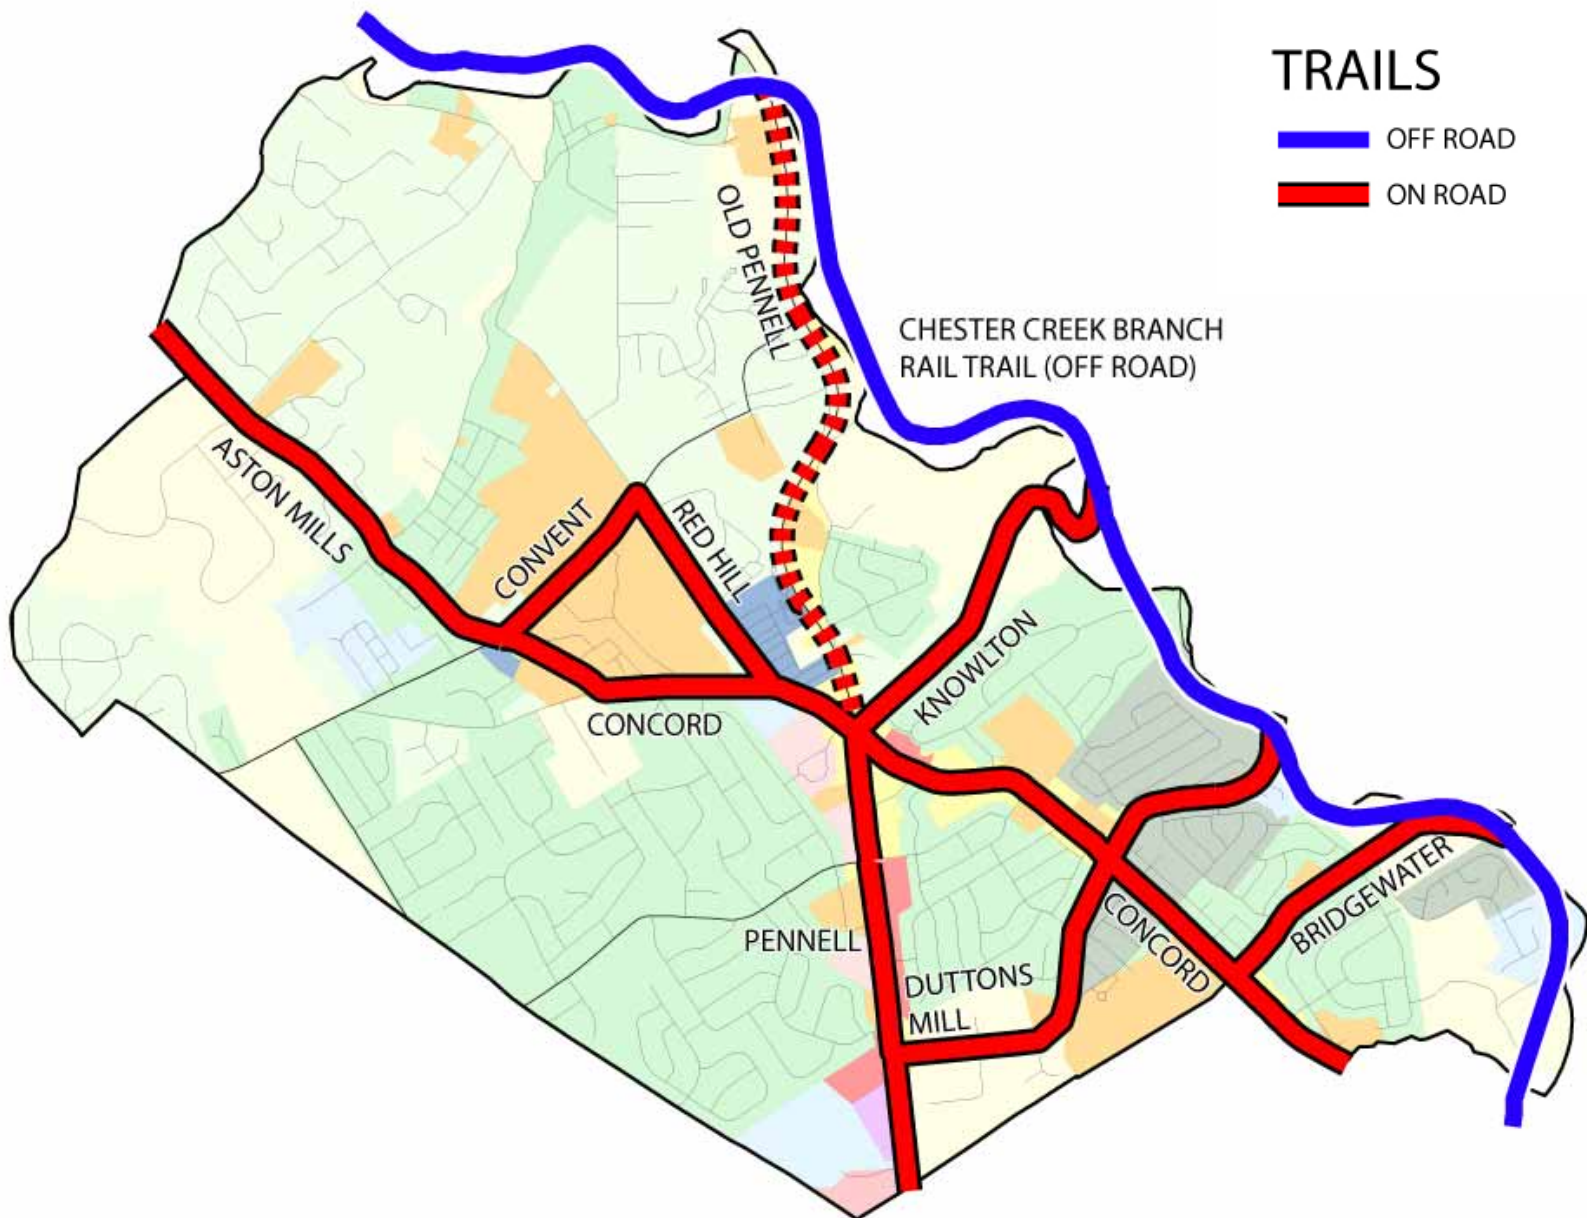 TRAILS
OFF ROAD
ON ROAD
OLD PENNELL
CHESTER CREEK BRANCH
RAIL TRAIL (OFF ROAD)
ASTON MILLS
CONVENT
RED HILL
KNOWLTON
CONCORD
PENNELL
DUTTONS
MILL
CONCORD
BRIDGEWATER